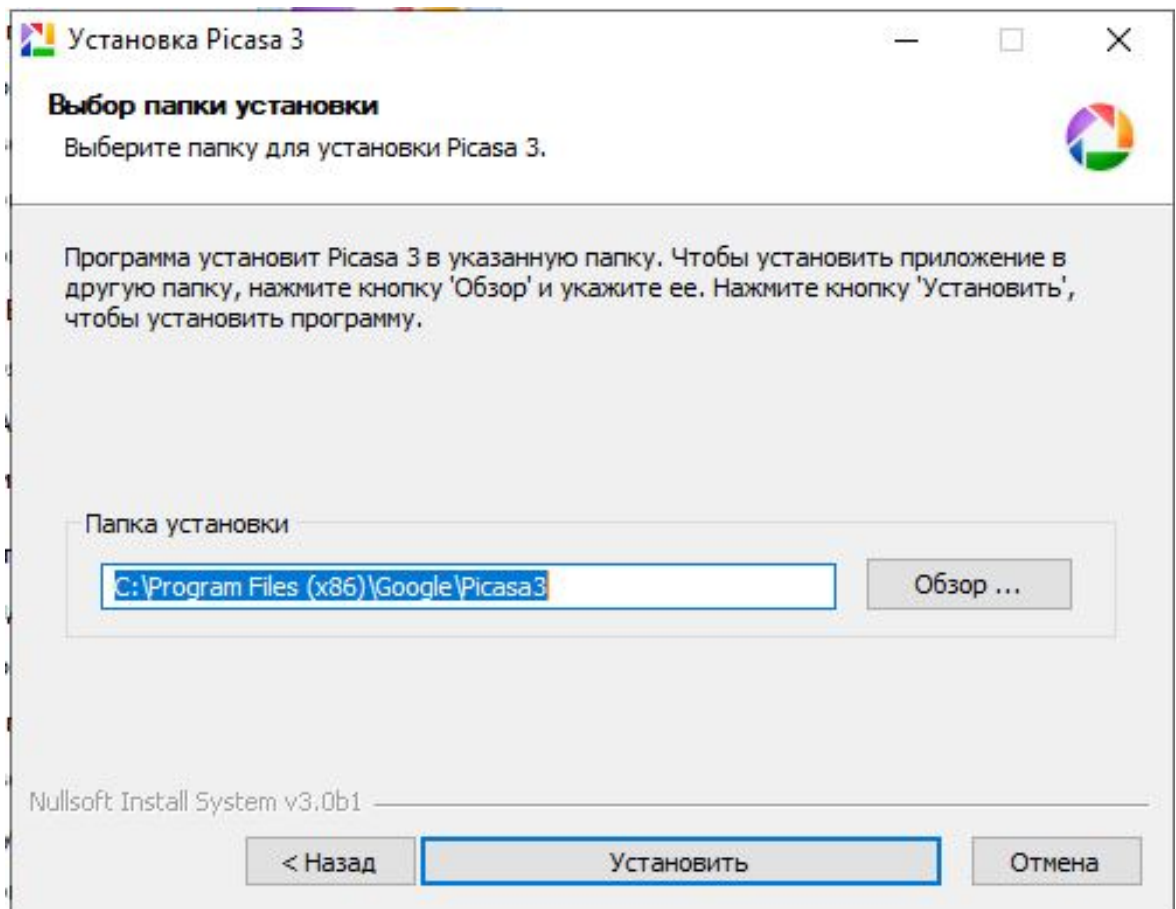 Установка Picasa 3
Выбор папки установки
Выберите папку для установки Picasa 3.
Программа установит Picasa 3 в указанную папку. Чтобы установить приложение в
другую папку, нажмите кнопку 'Обзор' и укажите ее. Нажмите кнопку 'Установить',
чтобы установить программу.
Папка установки
C:\Program Files (x86)\Google\Picasa3
Обзор ...
Nullsoft Install System v3.0b1
< Назад
Установить
Отмена